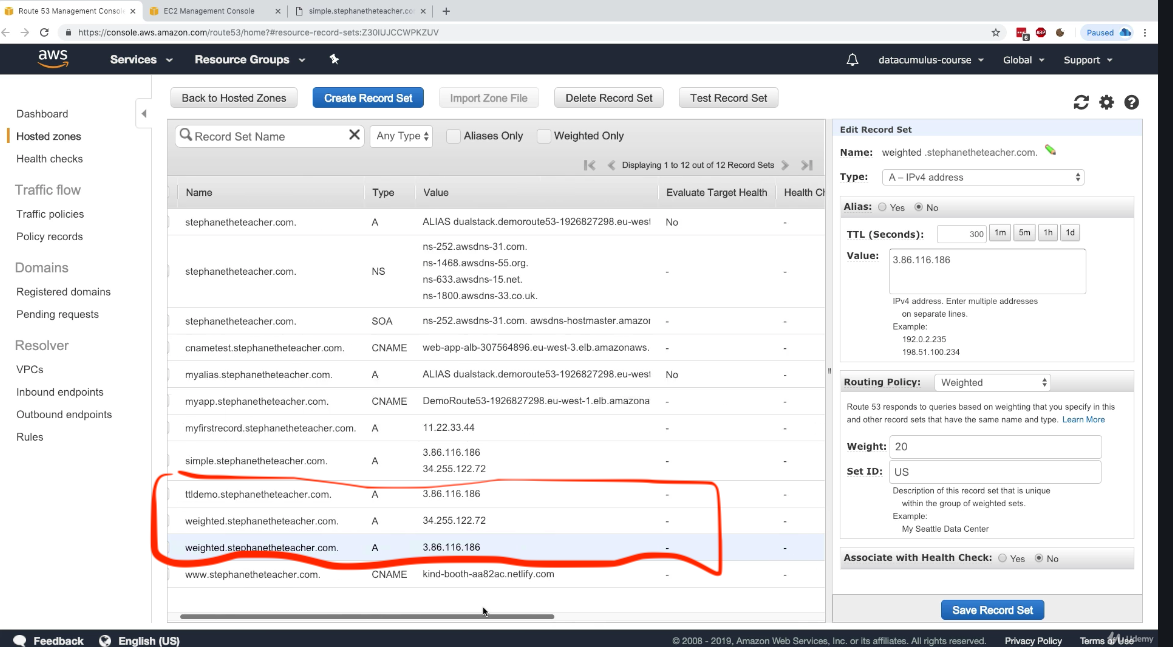 Route 53 Management Conso
EC2 Management Console
simple.stephanetheteacher.co
https://console.aws.amazon.com/route53/home?#resource-record-sets:Z30IUJCCWPKZUV
Paused
aws
Services
Resource Groups
datacumulus-course
Global
Support
Dashboard
Hosted zones
Health checks
Traffic flow
Traffic policies
Policy records
Domains
Registered domains
Pending requests
Resolver
VPCs
Inbound endpoints
Outbound endpoints
Rules
Back to Hosted Zones
Create Record Set
Import Zone File
Delete Record Set
Test Record Set
Record Set Name
Any Type
Aliases Only
Weighted Only
Displaying 1 to 12 out of 12 Record Sets
Name Type Value Evaluate Target Health Health Ch
stephanetheteacher.com. A ALIAS dualstack.demoroute53-1926827298.eu-west No -
stephanetheteacher.com. NS
ns-252.awsdns-31.com.
ns-1468.awsdns-55.org.
ns-633.awsdns-15.net.
ns-1800.awsdns-33.co.uk.
- -
stephanetheteacher.com. SOA ns-252.awsdns-31.com. awsdns-hostmaster.amazon - -
cnametest.stephanetheteacher.com. CNAME web-app-alb-307564896.eu-west-3.elb.amazonaws. - -
myalias.stephanetheteacher.com. A ALIAS dualstack.demoroute53-1926827298.eu-west No -
myapp.stephanetheteacher.com. CNAME DemoRoute53-1926827298.eu-west-1.elb.amazona - -
myfirstrecord.stephanetheteacher.com. A 11.22.33.44 - -
simple.stephanetheteacher.com. A
3.86.116.186
34.255.122.72
- -
ttldemo.stephanetheteacher.com. A 3.86.116.186 - -
weighted.stephanetheteacher.com. A 34.255.122.72 - -
weighted.stephanetheteacher.com. A 3.86.116.186 - -
www.stephanetheteacher.com. CNAME kind-booth-aa82ac.netlify.com - -
Edit Record Set
Name: weighted .stephanetheteacher.com.
Type: A – IPv4 address
Alias: Yes No
TTL (Seconds): 300 1m 5m 1h 1d
Value: 3.86.116.186
IPv4 address. Enter multiple addresses
on separate lines.
Example:
192.0.2.235
198.51.100.234
Routing Policy: Weighted
Route 53 responds to queries based on weighting that you specify in this
and other record sets that have the same name and type. Learn More
Weight: 20
Set ID: US
Description of this record set that is unique
within the group of weighted sets.
Example:
My Seattle Data Center
Associate with Health Check: Yes No
Save Record Set
Feedback
English (US)
© 2008 - 2019, Amazon Web Services, Inc. or its affiliates. All rights reserved.
Privacy Policy
Terms of Use
Udemy